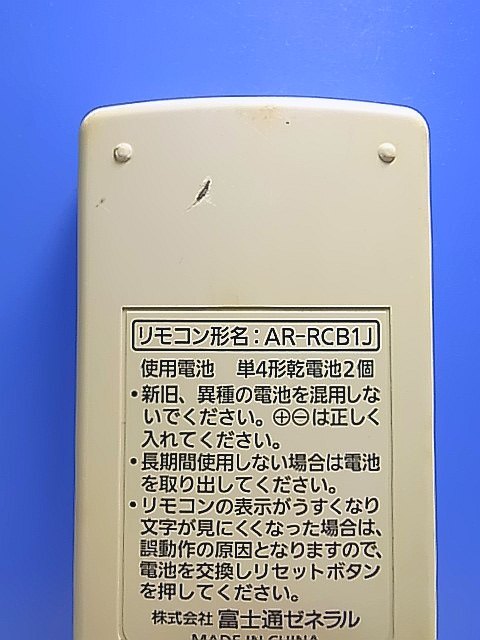 リモコン形名：AR-RCB1J
使用電池　単4形乾電池2個
・新旧、異種の電池を混用しな
いでください。⊕⊖は正しく
入れてください。
・長期間使用しない場合は電池
を取り出してください。
・リモコンの表示がうすくなり
文字が見にくくなった場合は、
誤動作の原因となりますので、
電池を交換しリセットボタン
を押してください。
株式会社 富士通ゼネラル
MADE IN CHINA